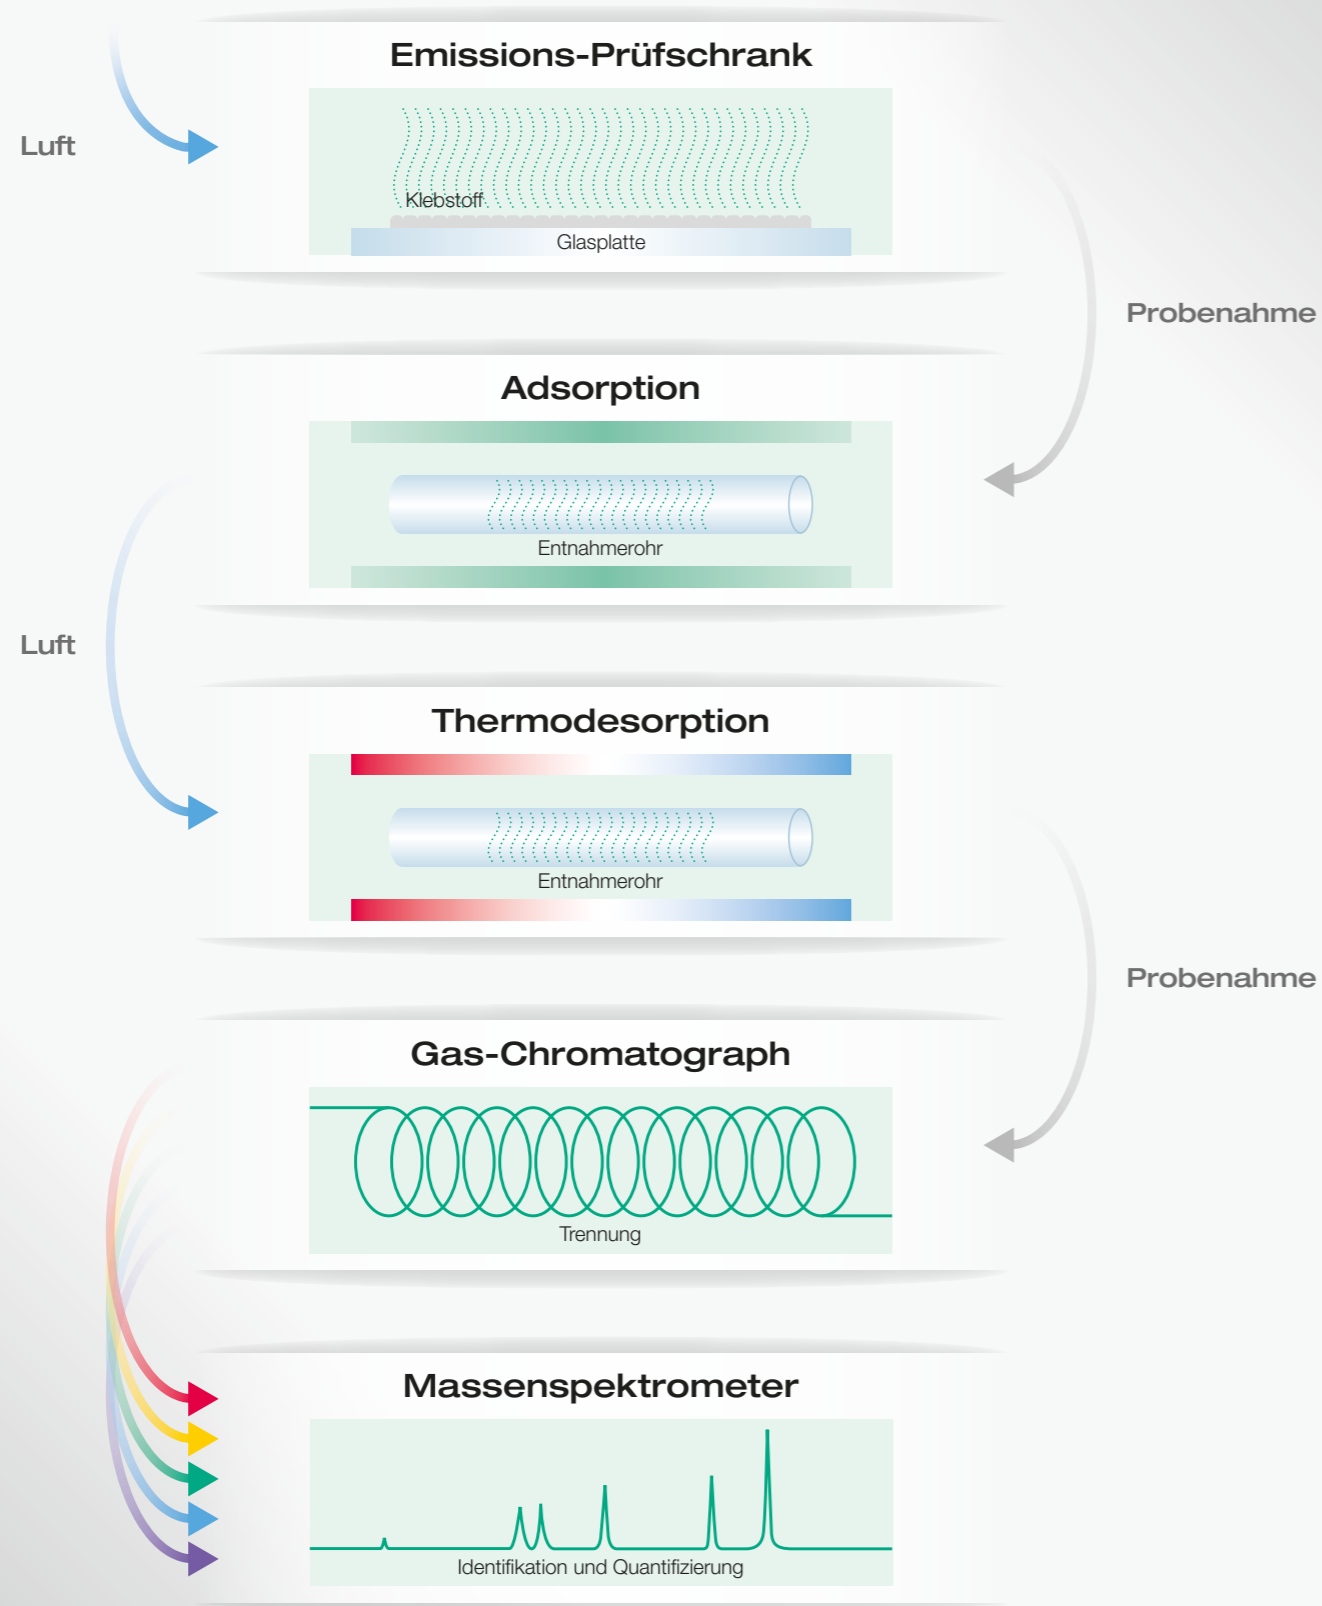 Emissions-Prüfschrank
Luft
Klebstoff
Glasplatte
Probenahme
Adsorption
Entnahmerohr
Luft
Thermodesorption
Entnahmerohr
Probenahme
Gas-Chromatograph
Trennung
Massenspektrometer
Identifikation und Quantifizierung